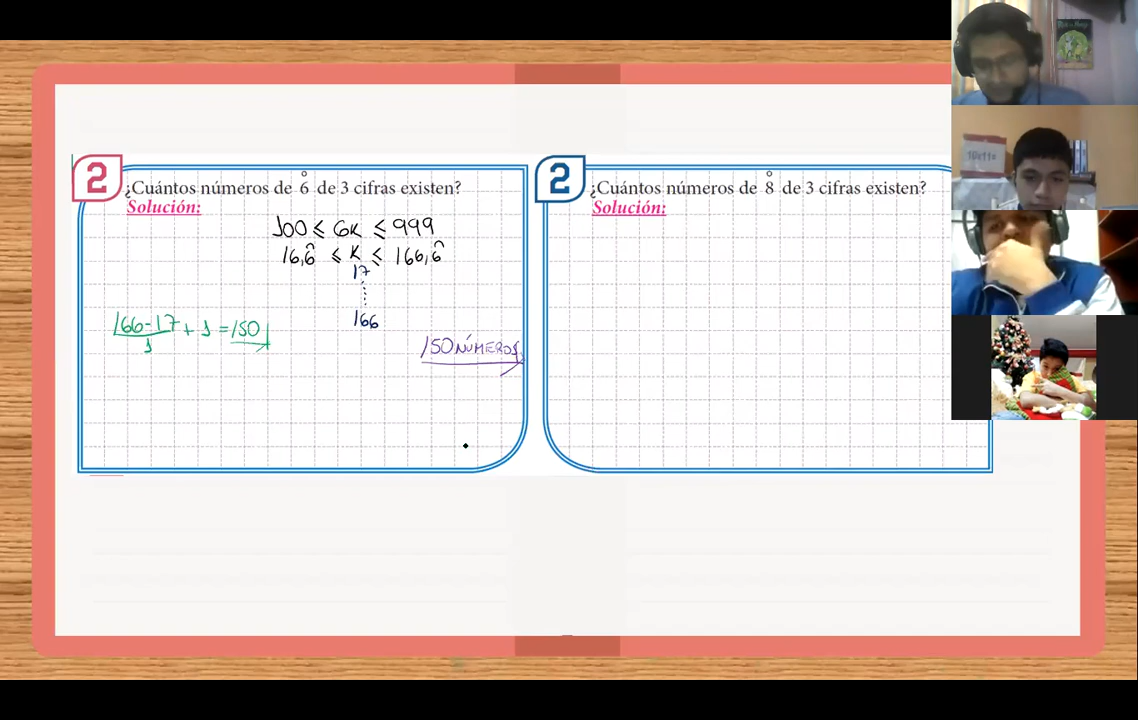 2
¿Cuántos números de 6̊ de 3 cifras existen?
Solución:
100 ≤ 6K ≤ 999
16,6̂ ≤ K ≤ 166,6̂
17
166
166-17/1 + 1 = 150
150 NÚMEROS
2
¿Cuántos números de 8̊ de 3 cifras existen?
Solución: